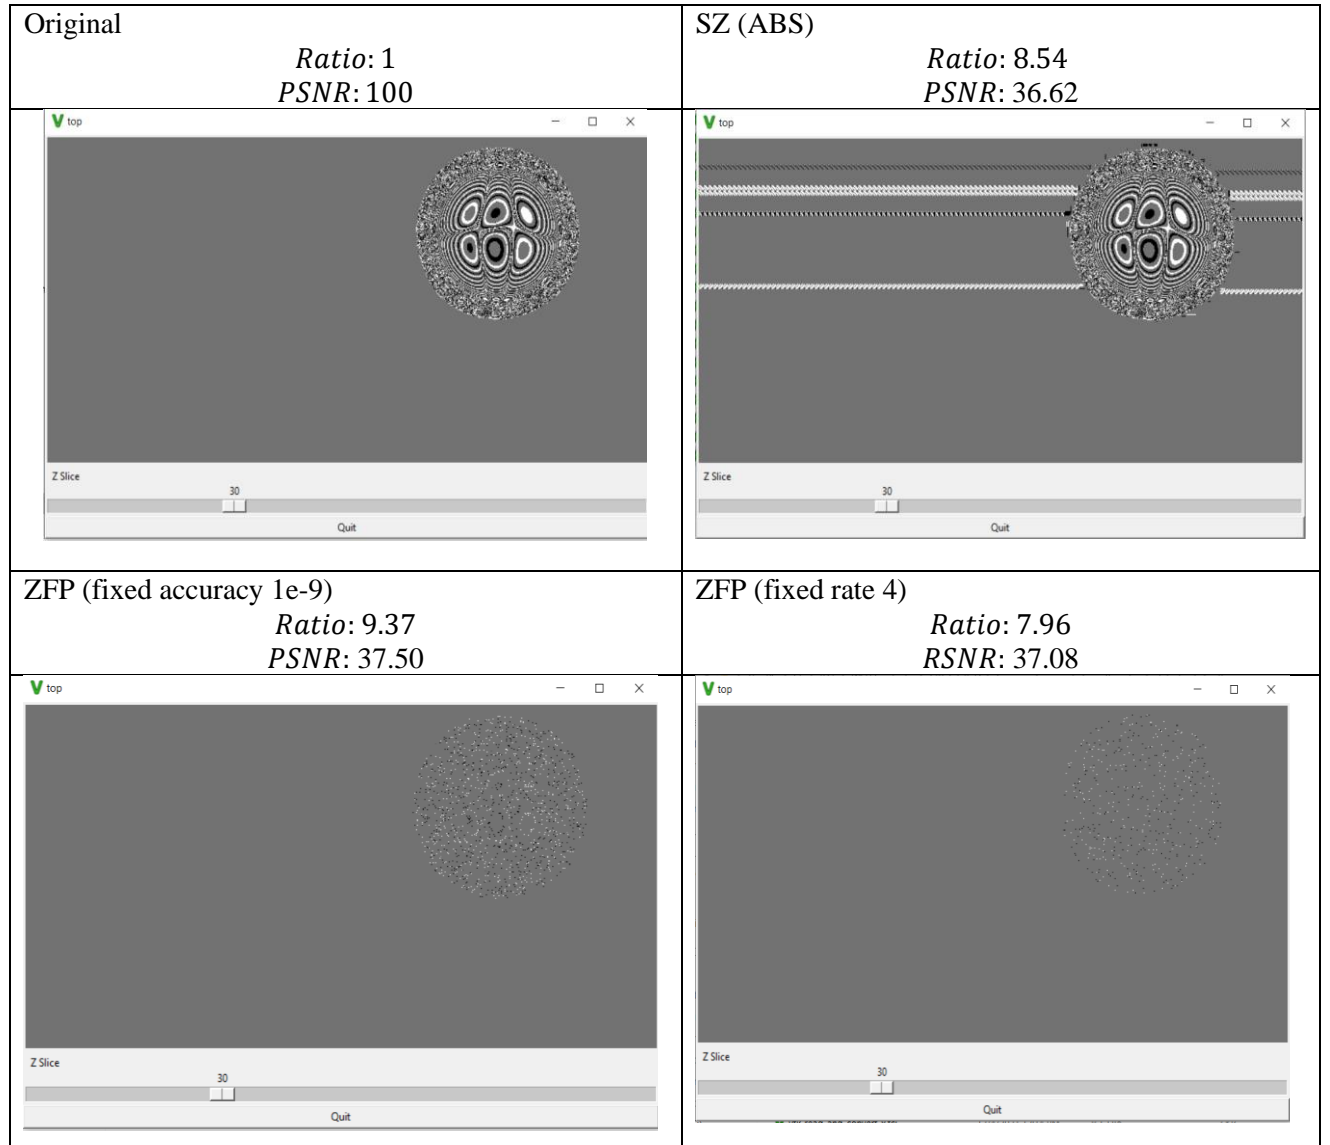 Original
Ratio: 1
PSNR: 100
top
Z Slice
30
Quit
SZ (ABS)
Ratio: 8.54
PSNR: 36.62
top
Z Slice
30
Quit
ZFP (fixed accuracy 1e-9)
Ratio: 9.37
PSNR: 37.50
top
Z Slice
30
Quit
ZFP (fixed rate 4)
Ratio: 7.96
RSNR: 37.08
top
Z Slice
30
Quit